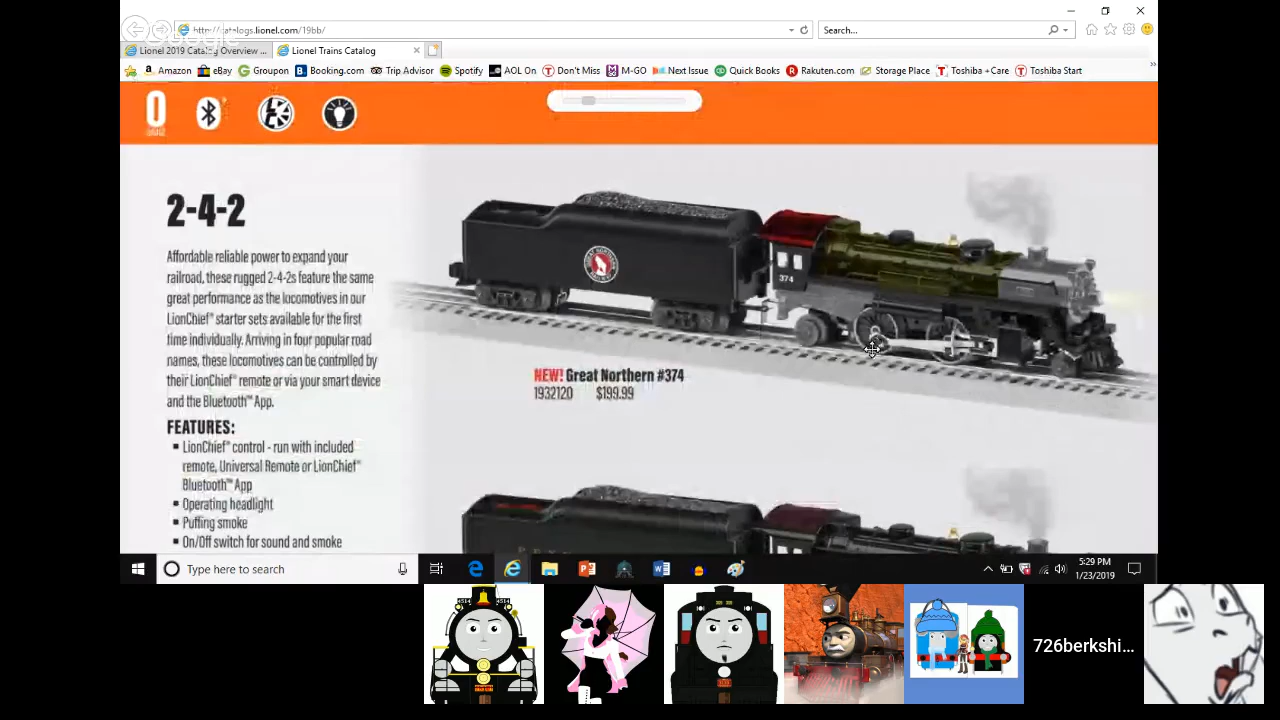 http://catalogs.lionel.com/19bb/
Search...
Google
Lionel 2019 Catalog Overview ...
Lionel Trains Catalog
Amazon eBay Groupon Booking.com Trip Advisor Spotify AOL On Don't Miss M-GO Next Issue Quick Books Rakuten.com Storage Place Toshiba +Care Toshiba Start
O
2-4-2
Affordable reliable power to expand your
railroad, these rugged 2-4-2s feature the same
great performance as the locomotives in our
LionChief® starter sets available for the first
time individually. Arriving in four popular road
names, these locomotives can be controlled by
their LionChief® remote or via your smart device
and the Bluetooth™ App.
FEATURES:
▪ LionChief® control - run with included
remote, Universal Remote or LionChief®
Bluetooth™ App
▪ Operating headlight
▪ Puffing smoke
▪ On/Off switch for sound and smoke
374
NEW! Great Northern #374
1932120 $199.99
Type here to search
5:29 PM
1/23/2019
726berkshi...